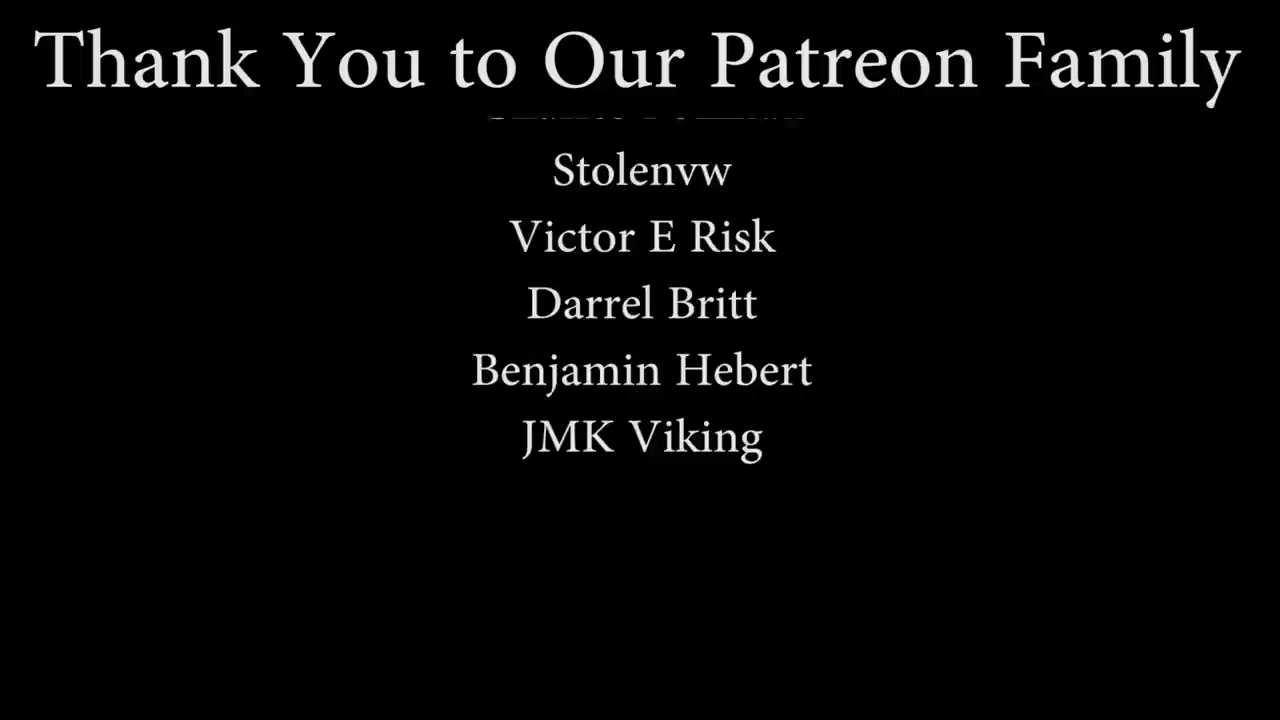 Thank You to Our Patreon Family
Stolenvw
Victor E Risk
Darrel Britt
Benjamin Hebert
JMK Viking